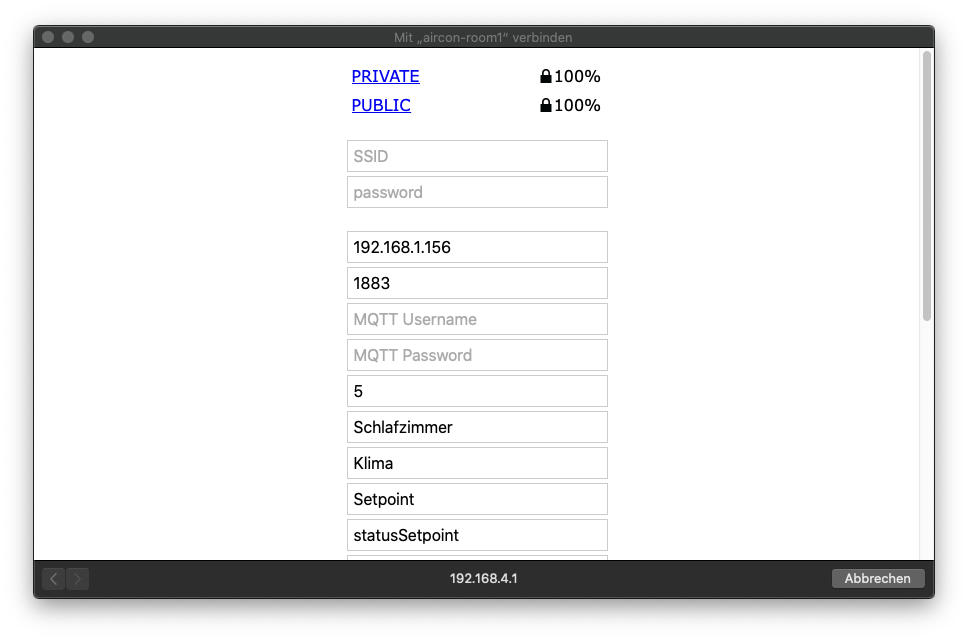 Mit „aircon-room1“ verbinden
PRIVATE 100%
PUBLIC 100%
SSID
password
192.168.1.156
1883
MQTT Username
MQTT Password
5
Schlafzimmer
Klima
Setpoint
statusSetpoint
192.168.4.1 Abbrechen